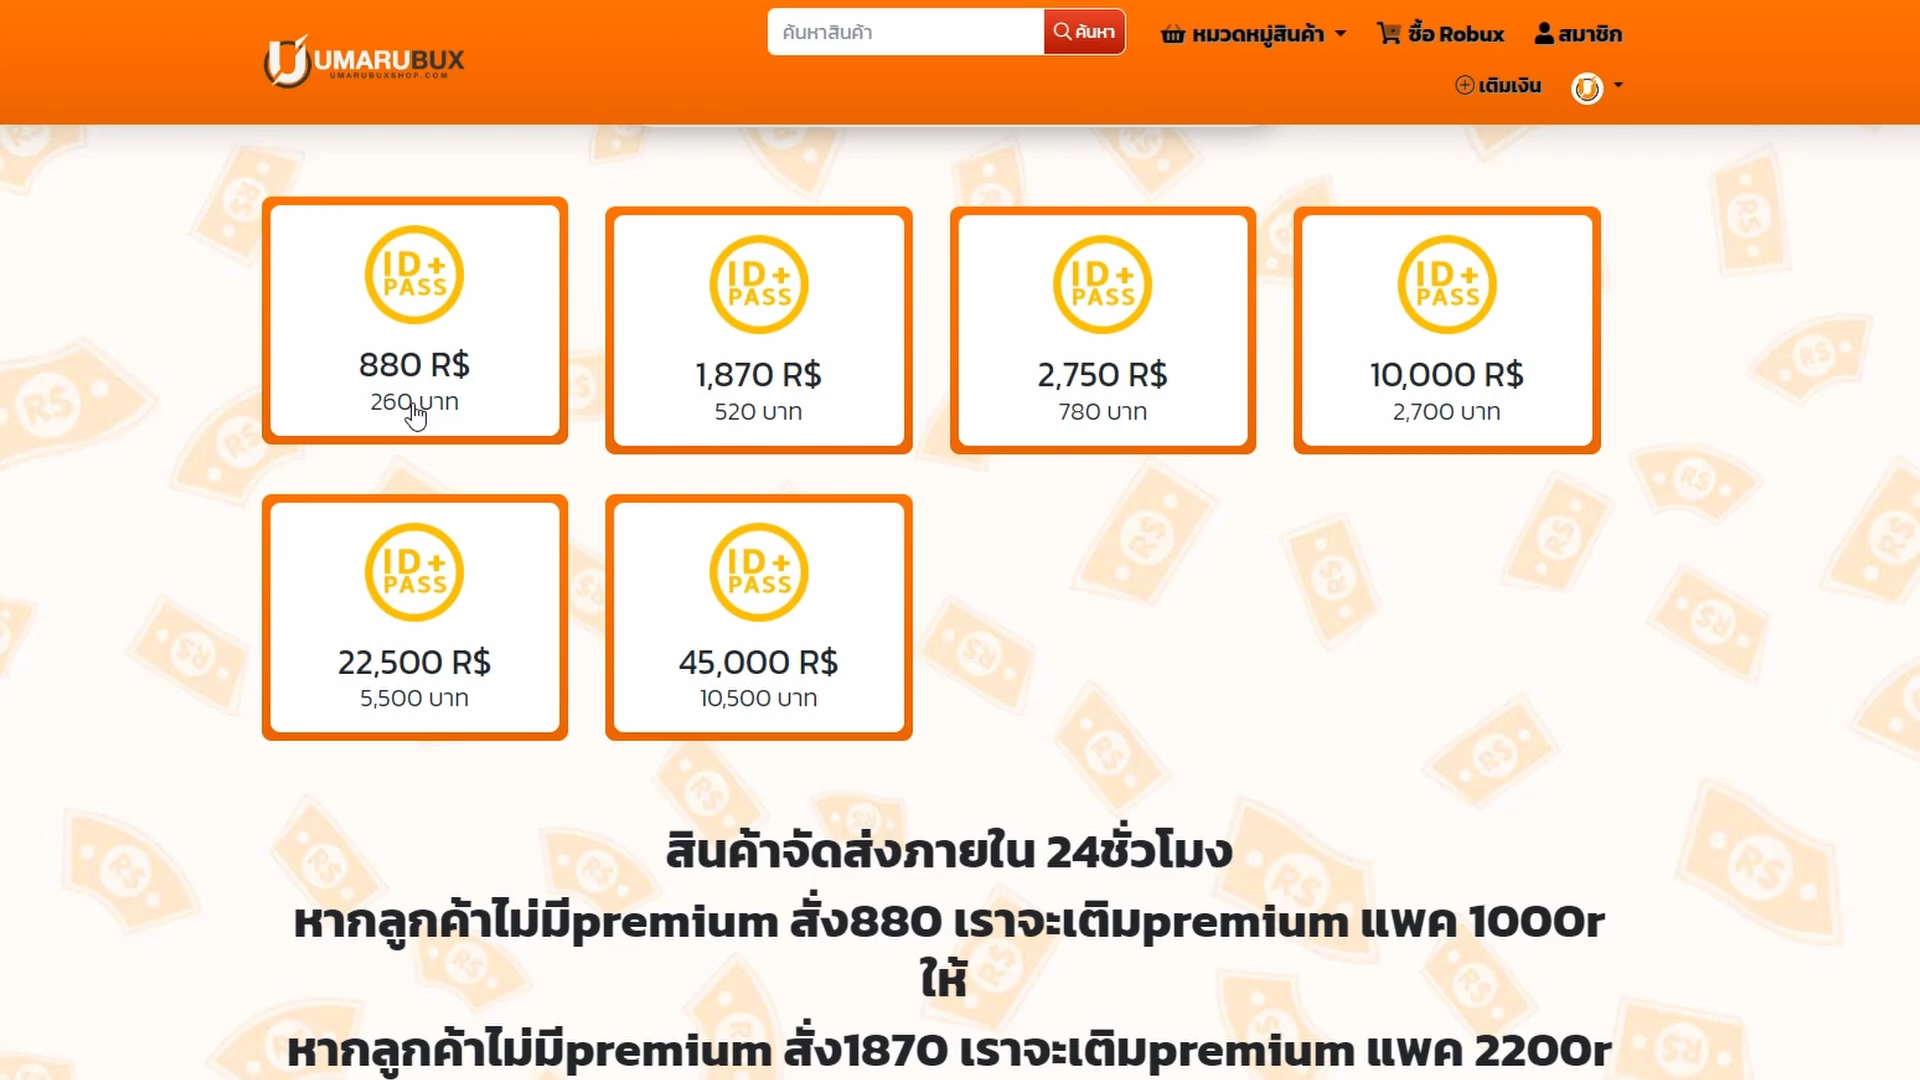 UMARUBUX
UMARUBUXSHOP.COM
ค้นหาสินค้า
ค้นหา
หมวดหมู่สินค้า
ซื้อ Robux
สมาชิก
เติมเงิน
ID+
PASS
880 R$
260 บาท
ID+
PASS
1,870 R$
520 บาท
ID+
PASS
2,750 R$
780 บาท
ID+
PASS
10,000 R$
2,700 บาท
ID+
PASS
22,500 R$
5,500 บาท
ID+
PASS
45,000 R$
10,500 บาท
สินค้าจัดส่งภายใน 24ชั่วโมง
หากลูกค้าไม่มีpremium สั่ง880 เราจะเติมpremium แพค 1000r
ให้
หากลูกค้าไม่มีpremium สั่ง1870 เราจะเติมpremium แพค 2200r